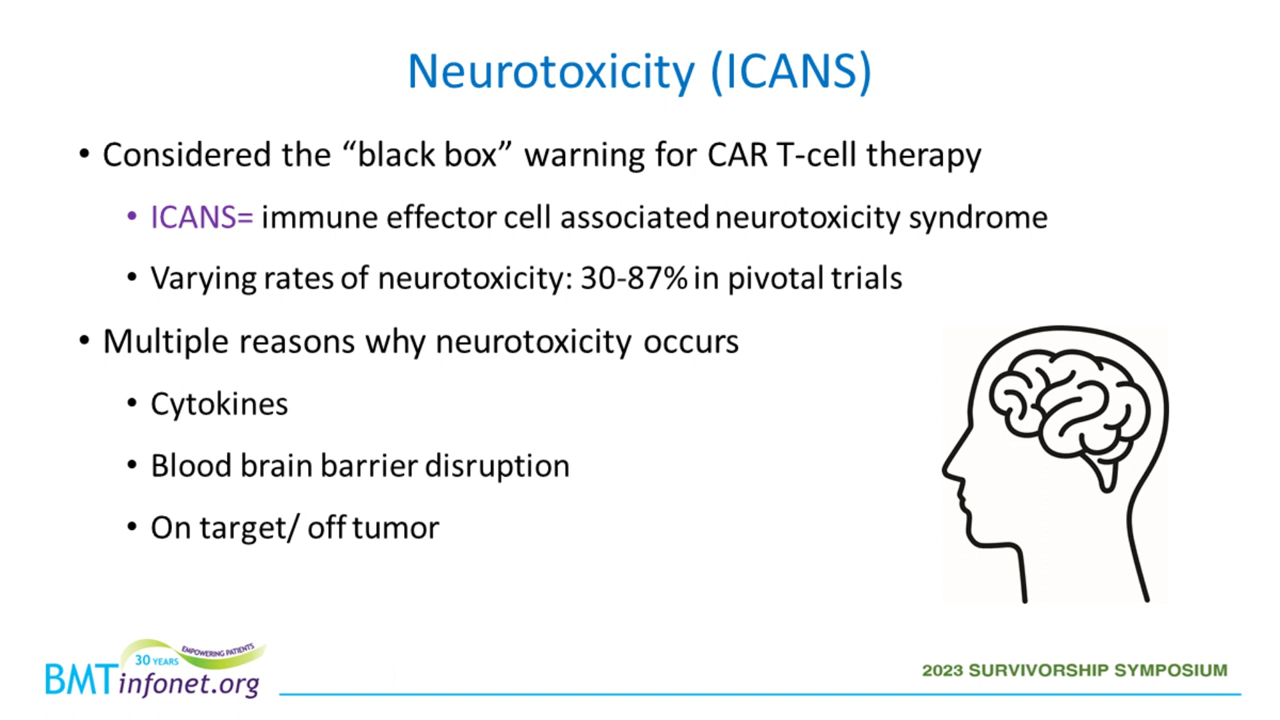 Neurotoxicity (ICANS)
• Considered the “black box” warning for CAR T-cell therapy
• ICANS= immune effector cell associated neurotoxicity syndrome
• Varying rates of neurotoxicity: 30-87% in pivotal trials
• Multiple reasons why neurotoxicity occurs
• Cytokines
• Blood brain barrier disruption
• On target/ off tumor
30 YEARS
EMPOWERING PATIENTS
BMTinfonet.org
2023 SURVIVORSHIP SYMPOSIUM